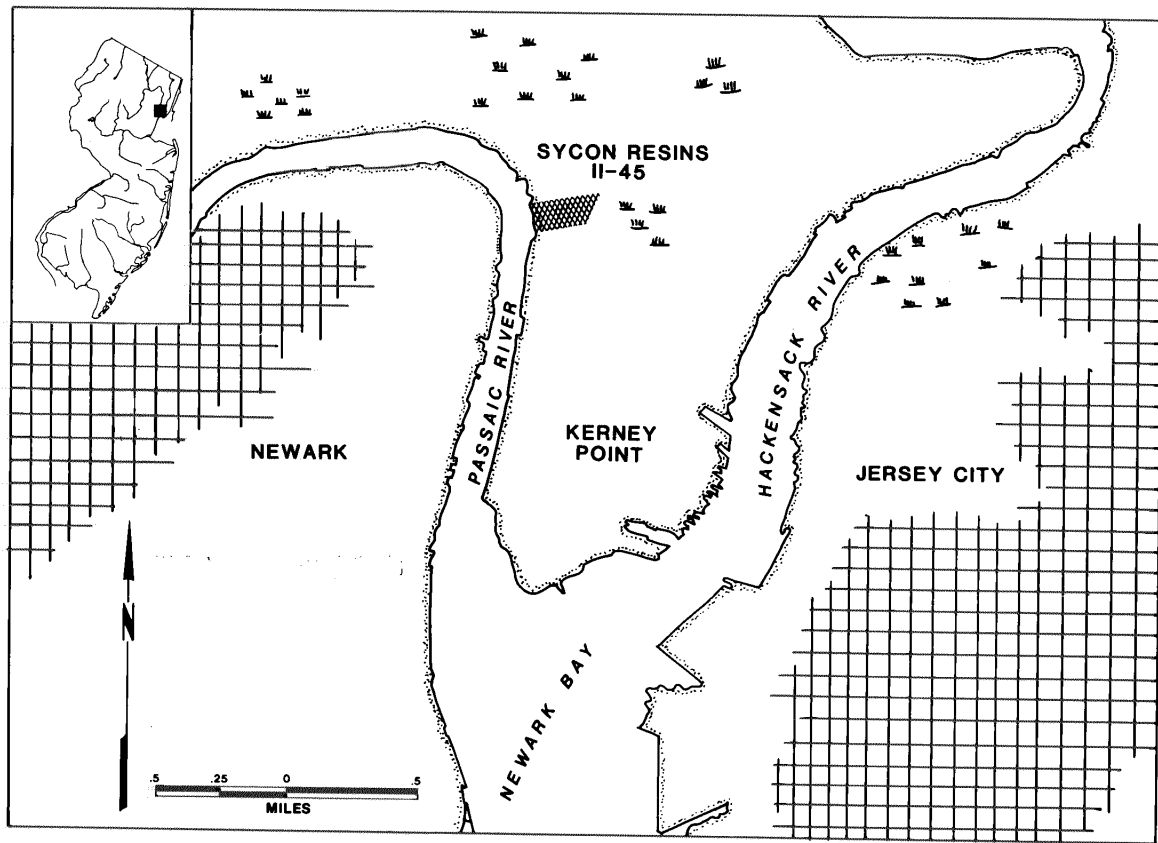 SYCON RESINS
II-45
PASSAIC RIVER
HACKENSACK RIVER
NEWARK
KERNEY
POINT
JERSEY CITY
N
NEWARK BAY
.5 .25 0 .5
MILES